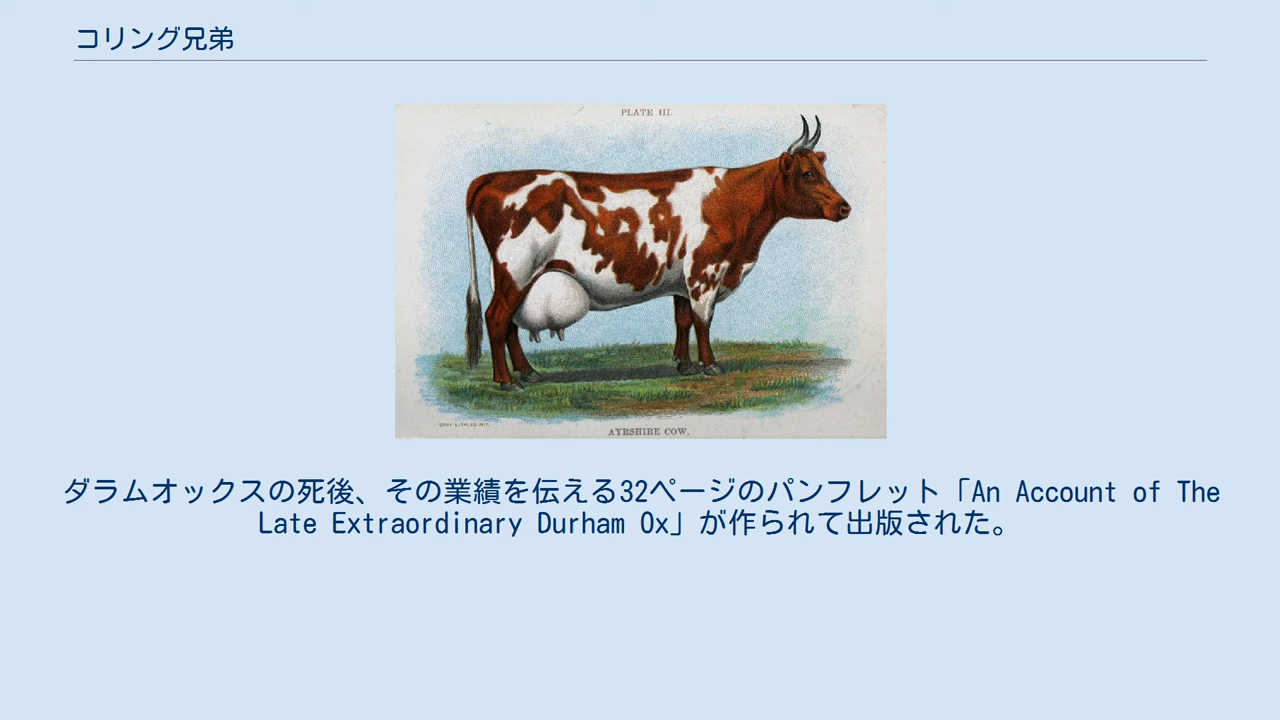 コリング兄弟
PLATE III.
GRAY LITH. CO. N.Y.
AYRSHIRE COW.
ダラムオックスの死後、その業績を伝える32ページのパンフレット「An Account of The
Late Extraordinary Durham Ox」が作られて出版された。